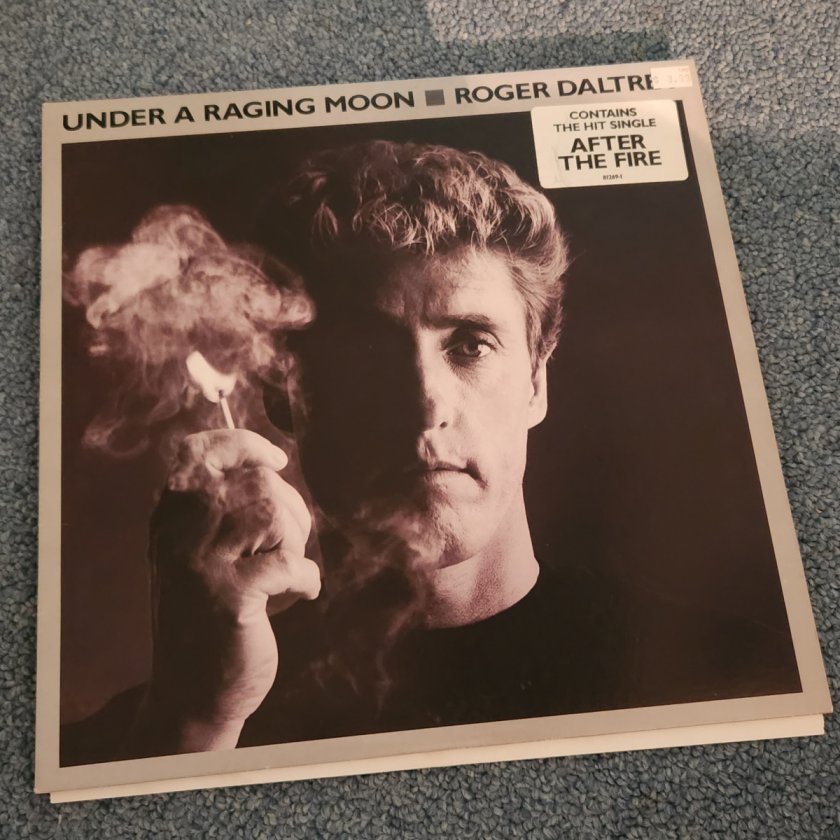 UNDER A RAGING MOON ■ ROGER DALTRE
CONTAINS
THE HIT SINGLE
AFTER
THE FIRE
81269-1